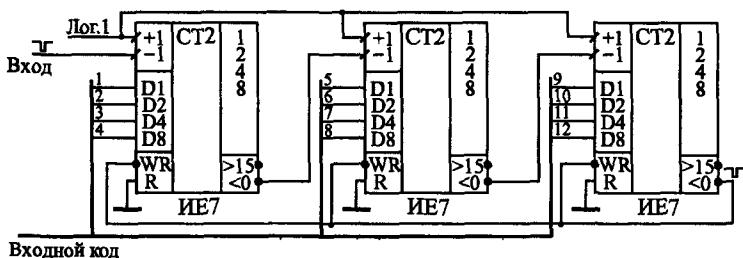 Лог.1
Вход
+1
−1
CT2
1
2
4
8
1
2
3
4
D1
D2
D4
D8
WR
R
>15
<0
ИЕ7
+1
−1
CT2
1
2
4
8
5
6
7
8
D1
D2
D4
D8
WR
R
>15
<0
ИЕ7
+1
−1
CT2
1
2
4
8
9
10
11
12
D1
D2
D4
D8
WR
R
>15
<0
ИЕ7
Входной код